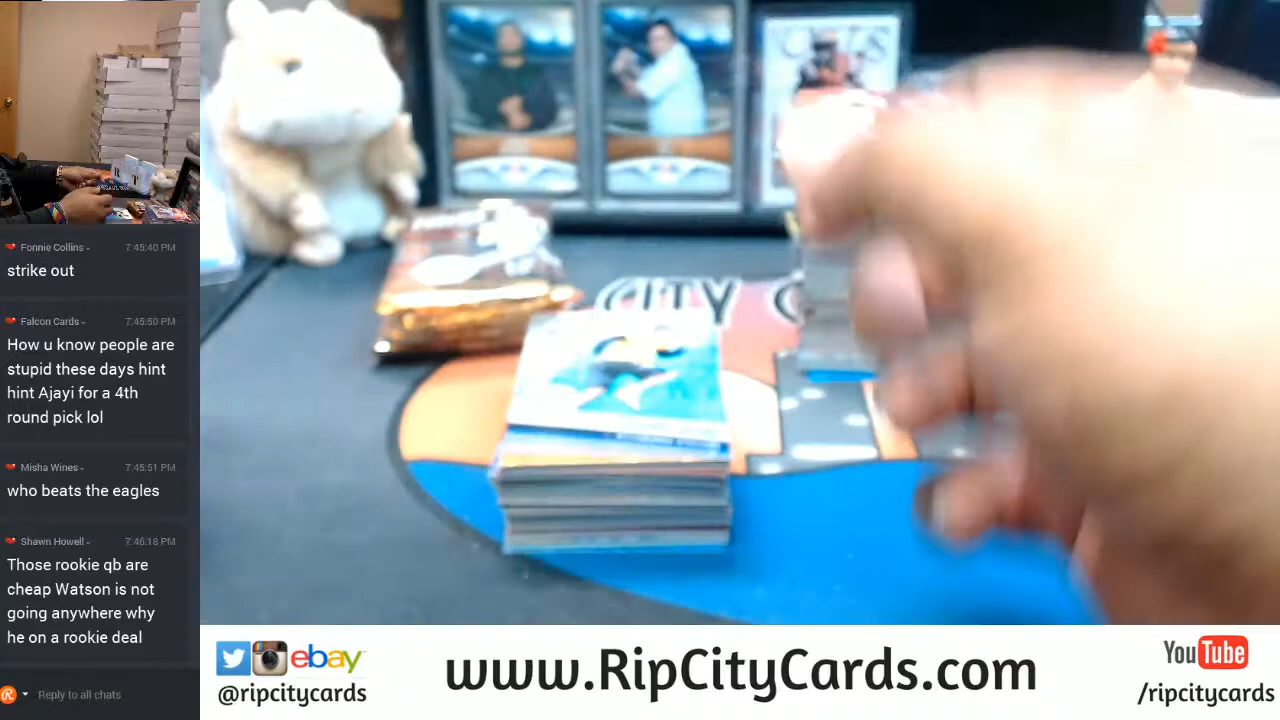 Fonnie Collins - 7:45:40 PM
strike out
Falcon Cards - 7:45:50 PM
How u know people are
stupid these days hint
hint Ajayi for a 4th
round pick lol
Misha Wines - 7:45:51 PM
who beats the eagles
Shawn Howell - 7:46:18 PM
Those rookie qb are
cheap Watson is not
going anywhere why
he on a rookie deal
Reply to all chats
CITY C
ebay
@ripcitycards
www.RipCityCards.com
YouTube
/ripcitycards